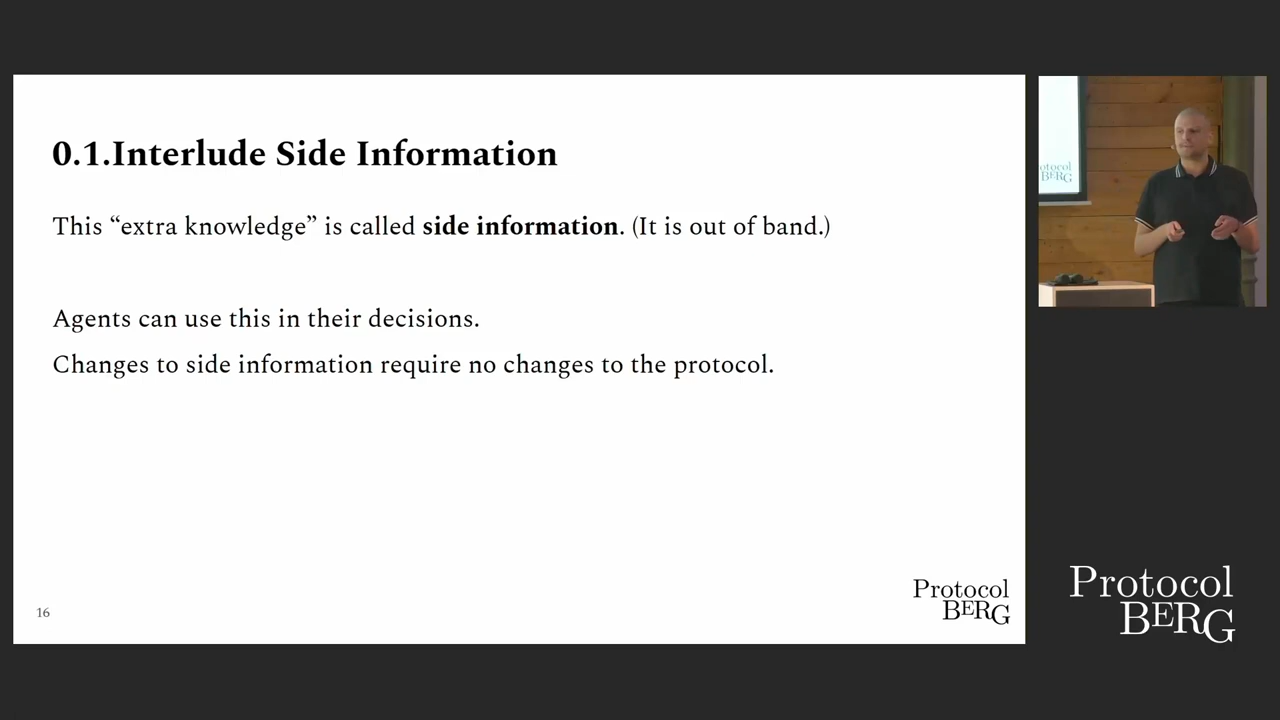 0.1.Interlude Side Information
This “extra knowledge” is called side information. (It is out of band.)
Agents can use this in their decisions.
Changes to side information require no changes to the protocol.
16
Protocol
BERG
otocol
BERG
Protocol
BERG